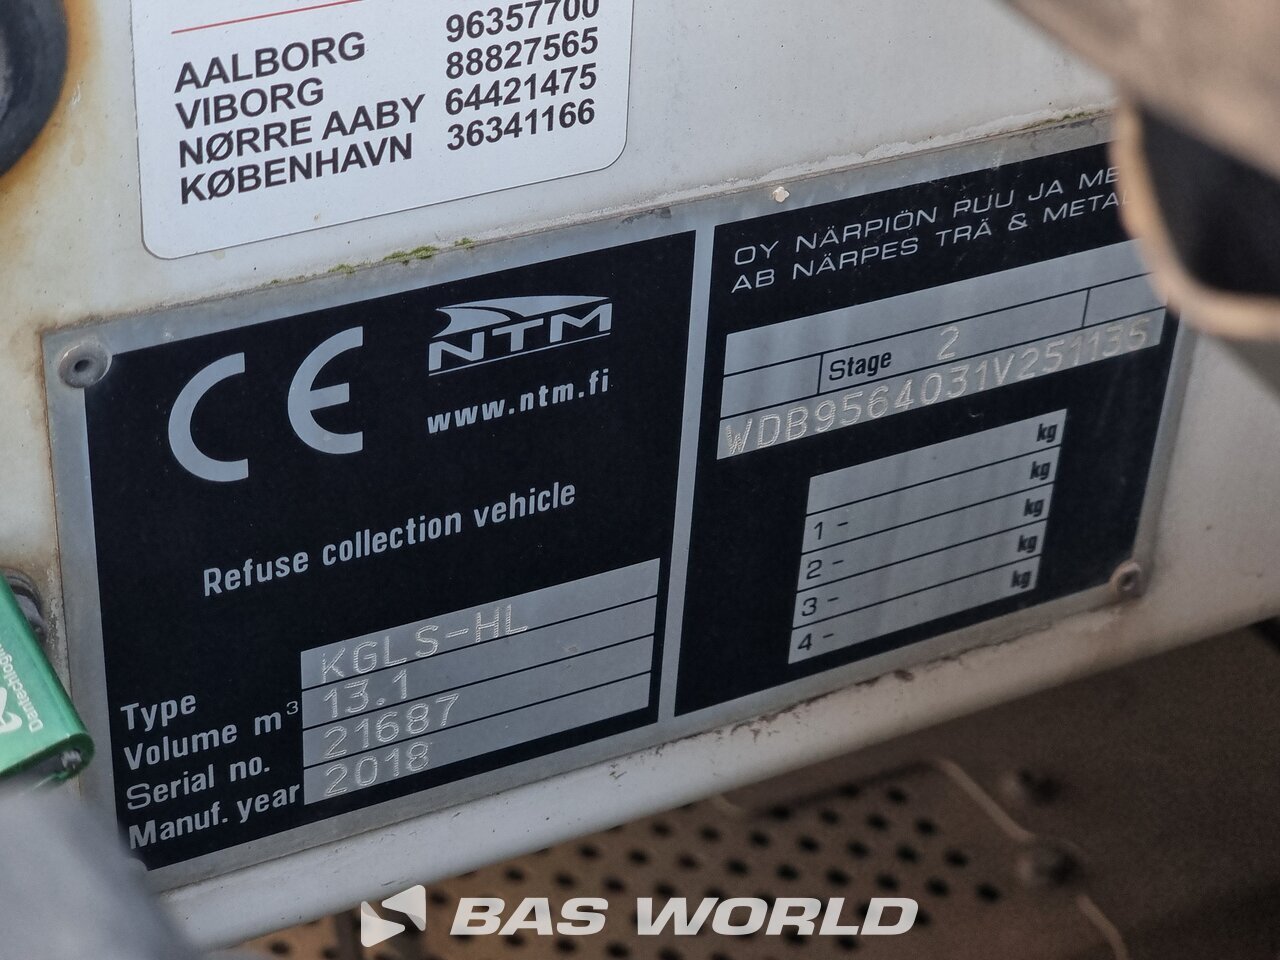 AALBORG 96357700
VIBORG 88827565
NØRRE AABY 64421475
KØBENHAVN 36341166
CE NTM
www.ntm.fi
Refuse collection vehicle
Type KGLS-HL
Volume m³ 13.1
Serial no. 21687
Manuf. year 2018
OY NÄRPIÖN PUU JA ME
AB NÄRPES TRÄ & METAL
Stage 2
WDB9564031V251135
kg
1 - kg
2 - kg
3 - kg
4 - kg
BAS WORLD